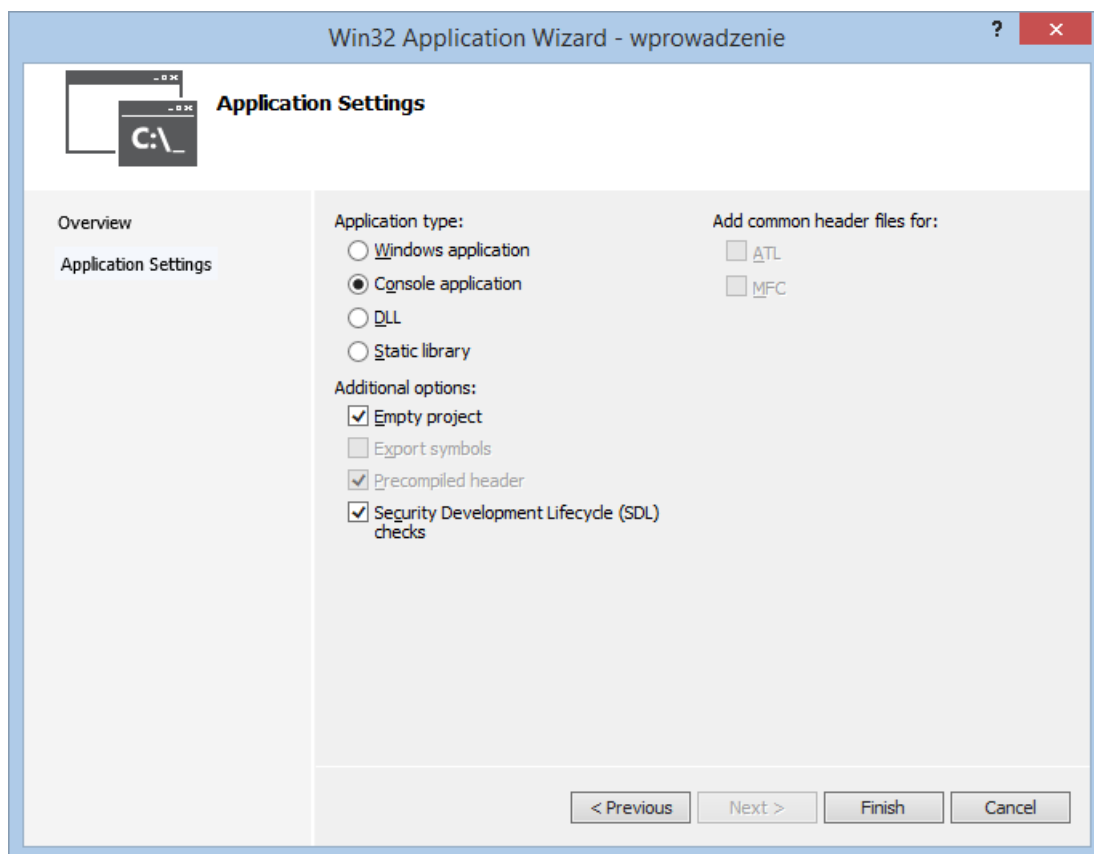 Win32 Application Wizard - wprowadzenie
?
C:\_
Application Settings
Overview
Application Settings
Application type:
Windows application
Console application
DLL
Static library
Additional options:
Empty project
Export symbols
Precompiled header
Security Development Lifecycle (SDL)
checks
Add common header files for:
ATL
MFC
< Previous
Next >
Finish
Cancel